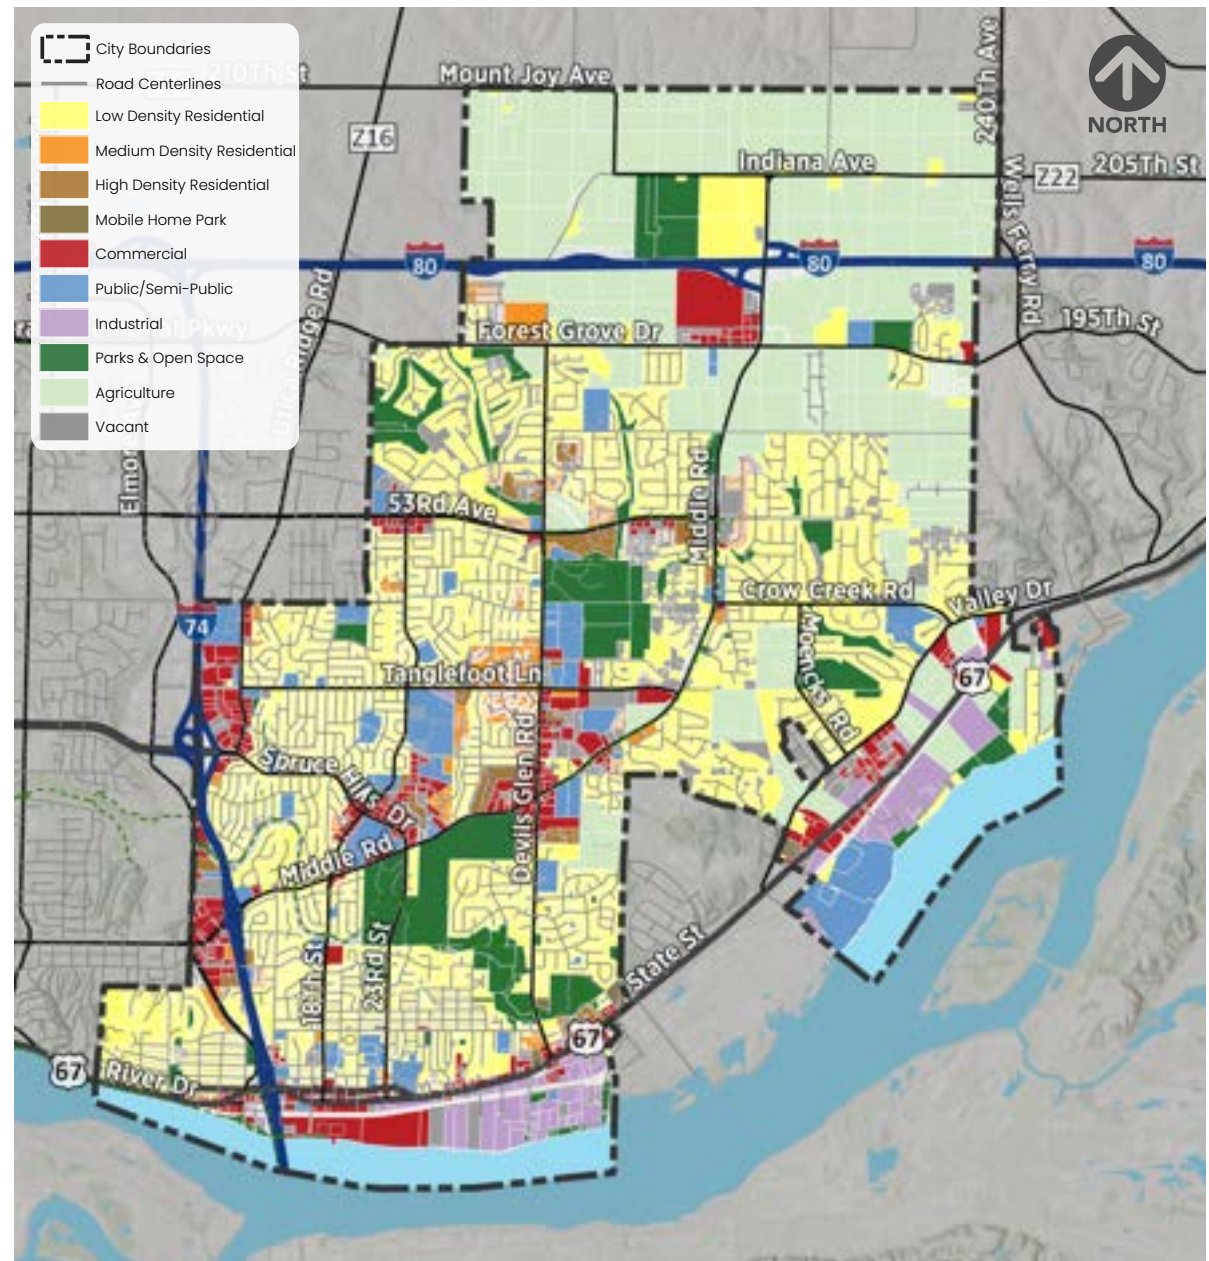 City Boundaries
Road Centerlines
Low Density Residential
Medium Density Residential
High Density Residential
Mobile Home Park
Commercial
Public/Semi-Public
Industrial
Parks & Open Space
Agriculture
Vacant
NORTH
210Th St
Mount Joy Ave
240Th Ave
Z16
Indiana Ave
Z22
205Th St
Wells Ferry Rd
80
80
80
Pkwy
Forest Grove Dr
195Th St
Utica Ridge Rd
Elmore
53Rd Ave
Middle Rd
Crow Creek Rd
Valley Dr
74
Moencks Rd
Tanglefoot Ln
67
Spruce Hills Dr
Devils Glen Rd
Middle Rd
18Th St
23Rd St
State St
67
67
River Dr